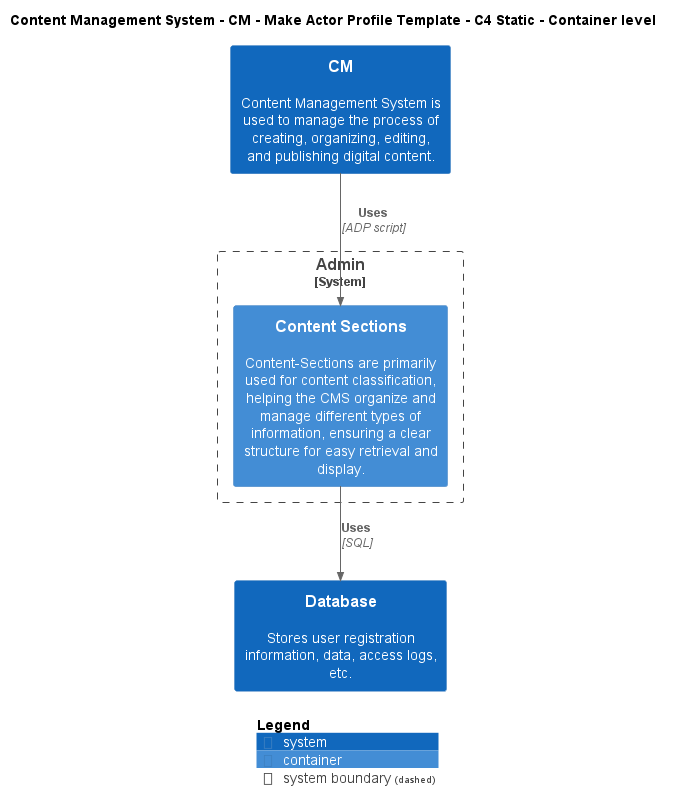 Content Management System - CM - Make Actor Profile Template - C4 Static - Container level
CM
Content Management System is
used to manage the process of
creating, organizing, editing,
and publishing digital content.
Uses
[ADP script]
Admin
[System]
Content Sections
Content-Sections are primarily
used for content classification,
helping the CMS organize and
manage different types of
information, ensuring a clear
structure for easy retrieval and
display.
Uses
[SQL]
Database
Stores user registration
information, data, access logs,
etc.
Legend
system
container
system boundary (dashed)